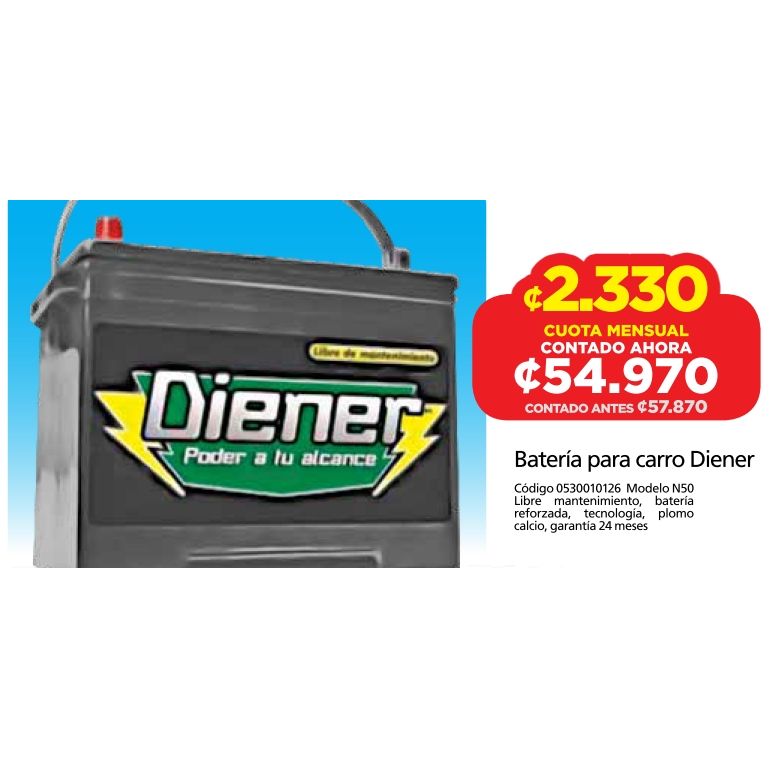 Libre de mantenimiento
Diener
Poder a tu alcance
₡2.330
CUOTA MENSUAL
CONTADO AHORA
₡54.970
CONTADO ANTES ₡57.870
Batería para carro Diener
Código 0530010126 Modelo N50
Libre mantenimiento, batería
reforzada, tecnología, plomo
calcio, garantía 24 meses